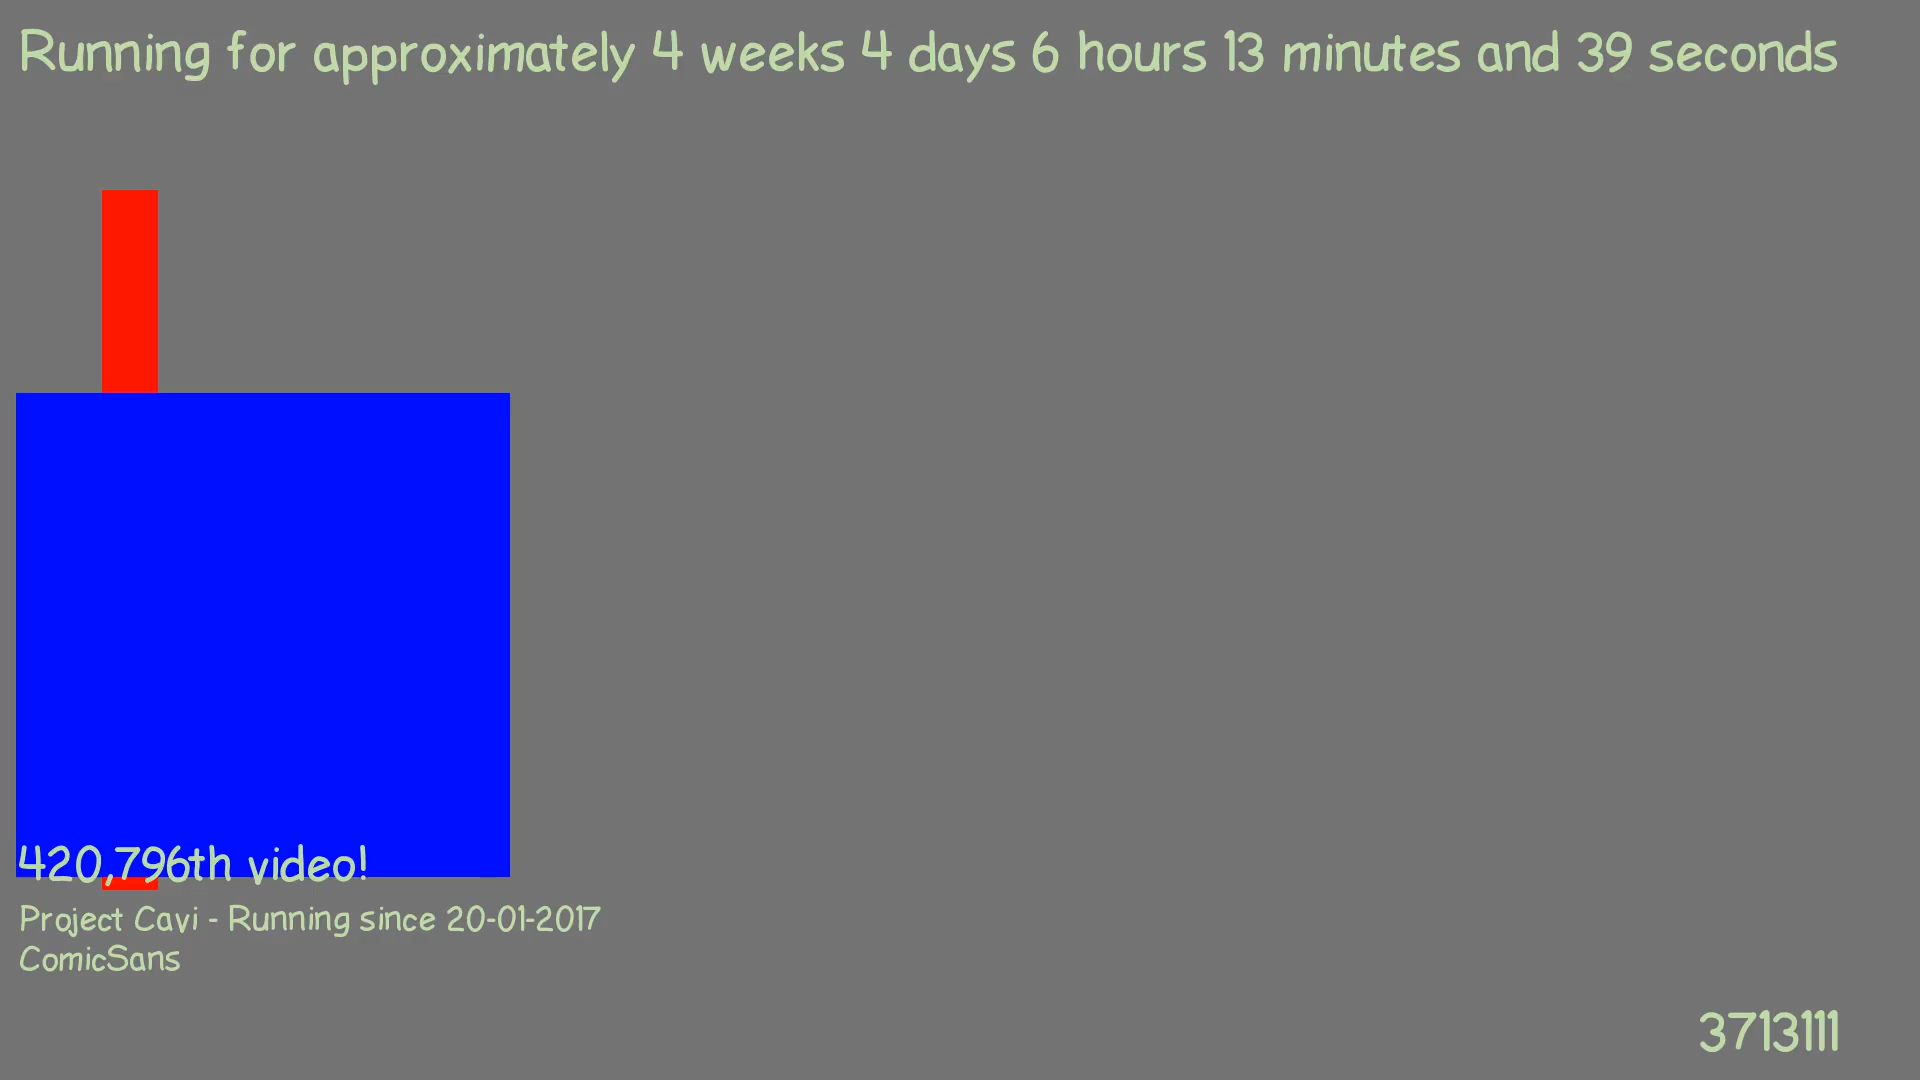 Running for approximately 4 weeks 4 days 6 hours 13 minutes and 39 seconds
420,796th video!
Project Cavi - Running since 20-01-2017
ComicSans
3713111